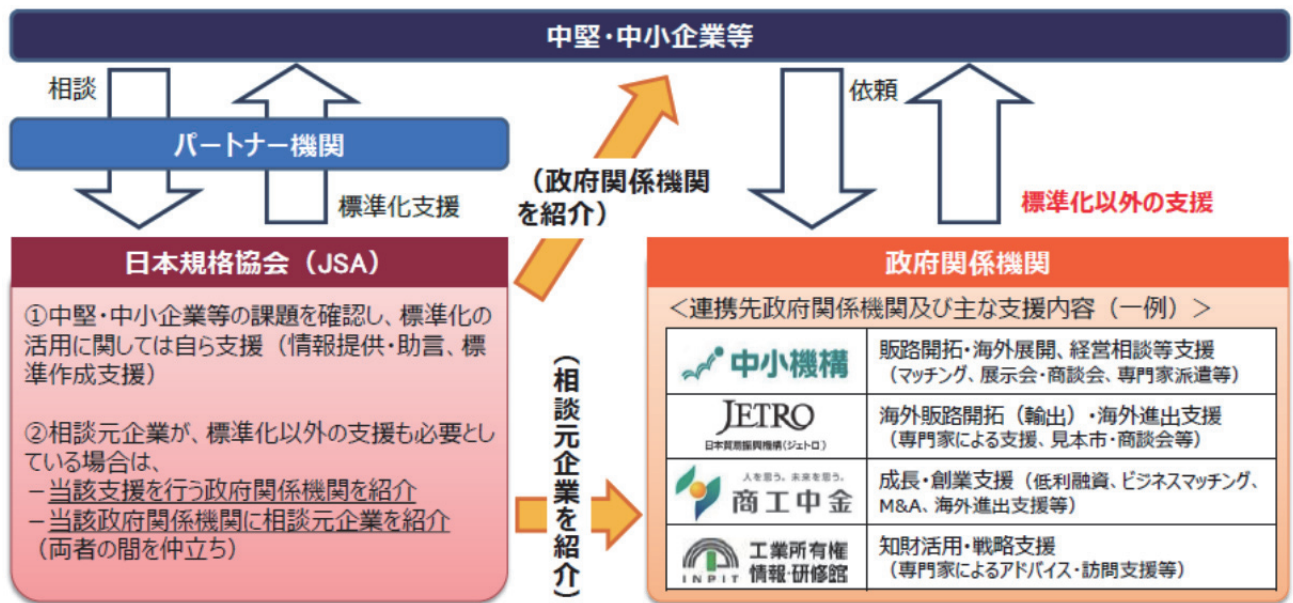 中堅・中小企業等
相談
パートナー機関
標準化支援
(政府関係機関
を紹介)
依頼
標準化以外の支援
日本規格協会(JSA)
①中堅・中小企業等の課題を確認し、標準化の
活用に関しては自ら支援(情報提供・助言、標
準作成支援)
②相談元企業が、標準化以外の支援も必要とし
ている場合は、
-当該支援を行う政府関係機関を紹介
-当該政府関係機関に相談元企業を紹介
(両者の間を仲立ち)
(相談元企業を紹介)
政府関係機関
<連携先政府関係機関及び主な支援内容(一例)>
中小機構
販路開拓・海外展開、経営相談等支援
(マッチング、展示会・商談会、専門家派遣等)
JETRO
日本貿易振興機構(ジェトロ)
海外販路開拓(輸出)・海外進出支援
(専門家による支援、見本市・商談会等)
人を思う。未来を思う。
商工中金
成長・創業支援(低利融資、ビジネスマッチング、
M&A、海外進出支援等)
INPIT
工業所有権
情報・研修館
知財活用・戦略支援
(専門家によるアドバイス・訪問支援等)